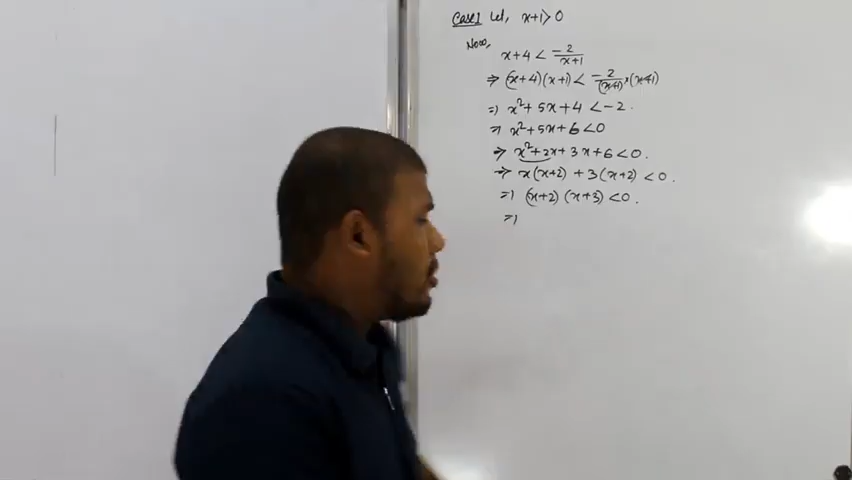 Case1 Let, x+1>0
Now,
x+4 < -2/x+1
⇒ (x+4)(x+1) < -2/(x+1) × (x+1)
⇒ x²+5x+4 < -2.
⇒ x²+5x+6 <0
⇒ x²+2x+3x+6 <0.
⇒ x(x+2) +3(x+2) <0.
⇒ (x+2) (x+3) <0.
⇒